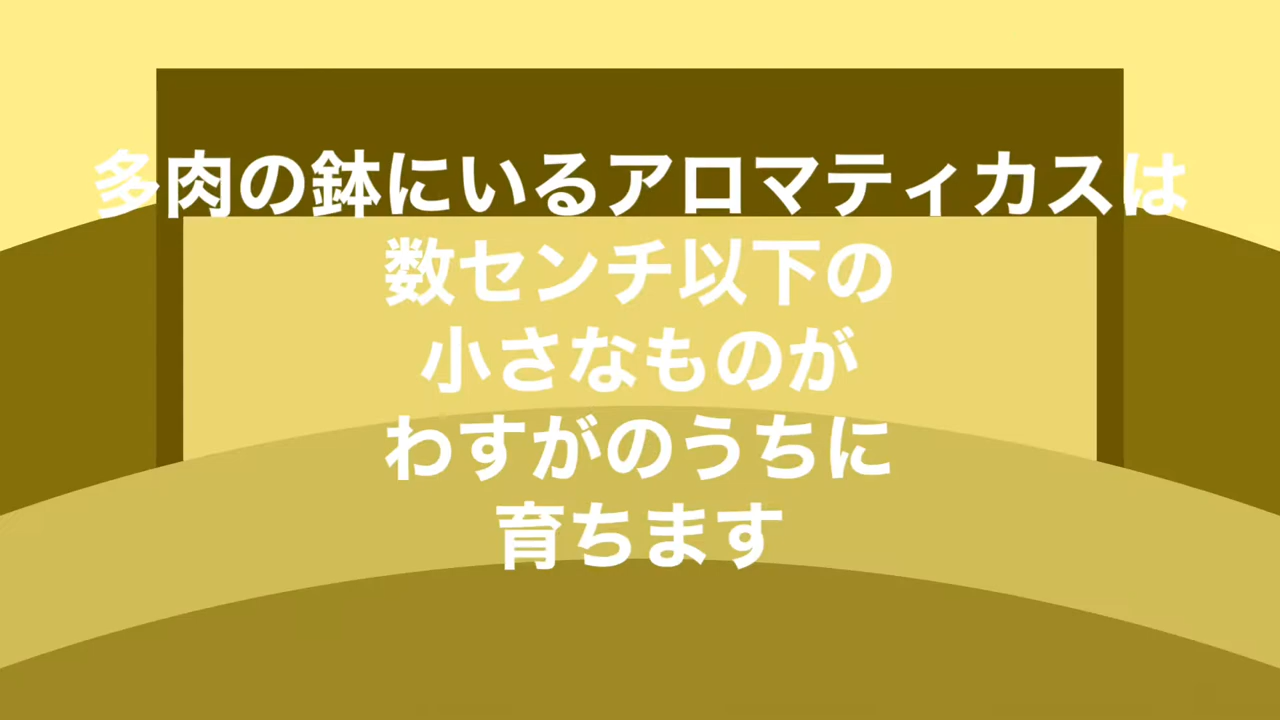 多肉の鉢にいるアロマティカスは
数センチ以下の
小さなものが
わすがのうちに
育ちます